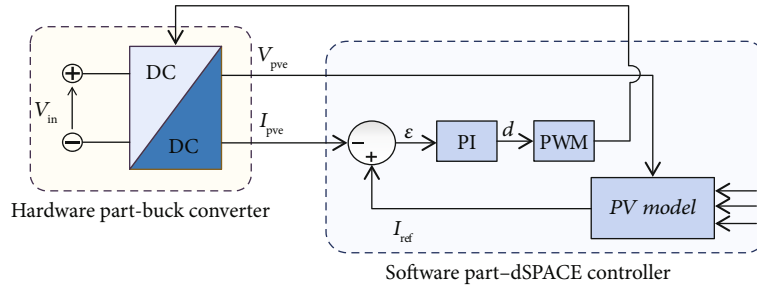 DC
DC
V_in
V_pve
I_pve
+
−
−
+
ε
PI
d
PWM
PV model
I_ref
Hardware part-buck converter
Software part–dSPACE controller